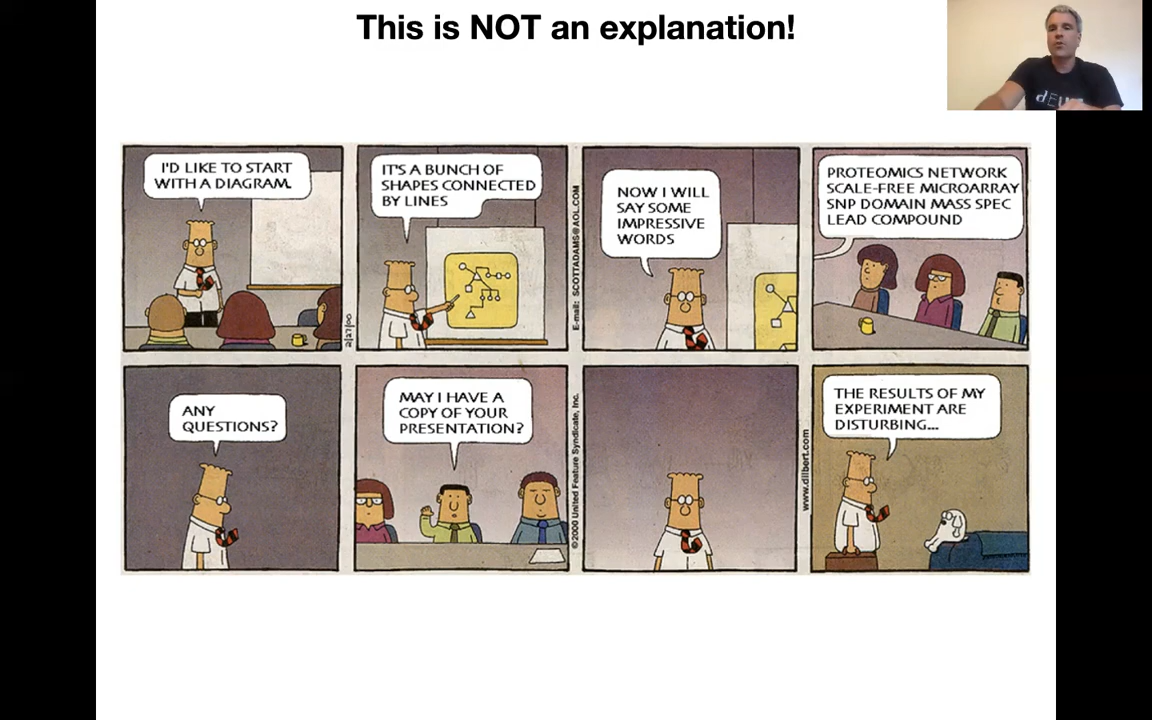 This is NOT an explanation!
I'D LIKE TO START
WITH A DIAGRAM.
IT'S A BUNCH OF
SHAPES CONNECTED
BY LINES
NOW I WILL
SAY SOME
IMPRESSIVE
WORDS
PROTEOMICS NETWORK
SCALE-FREE MICROARRAY
SNP DOMAIN MASS SPEC
LEAD COMPOUND
2/27/00
E-mail: SCOTTADAMS@AOL.COM
ANY
QUESTIONS?
MAY I HAVE A
COPY OF YOUR
PRESENTATION?
© 2000 United Feature Syndicate, Inc.
www.dilbert.com
THE RESULTS OF MY
EXPERIMENT ARE
DISTURBING...